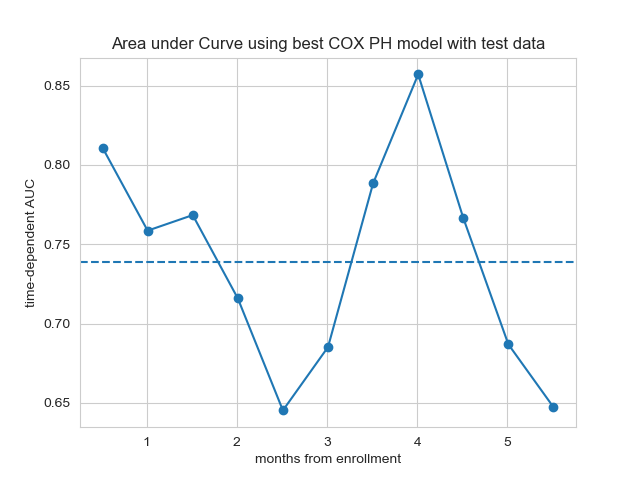 Area under Curve using best COX PH model with test data
time-dependent AUC
0.85
0.80
0.75
0.70
0.65
1 2 3 4 5
months from enrollment